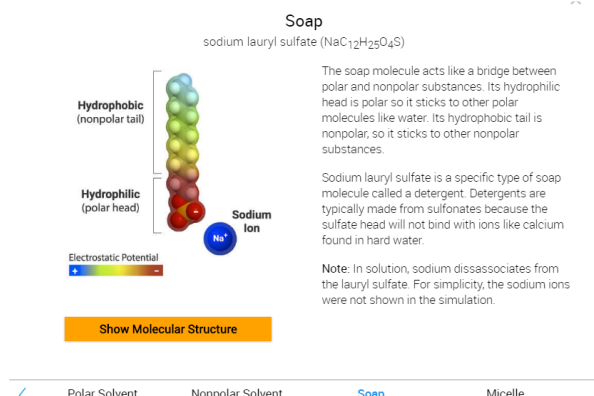 Soap
sodium lauryl sulfate (NaC12H25O4S)
Hydrophobic
(nonpolar tail)
Hydrophilic
(polar head)
Sodium
Ion
Na+
-
Electrostatic Potential
+ -
Show Molecular Structure
The soap molecule acts like a bridge between
polar and nonpolar substances. Its hydrophilic
head is polar so it sticks to other polar
molecules like water. Its hydrophobic tail is
nonpolar, so it sticks to other nonpolar
substances.
Sodium lauryl sulfate is a specific type of soap
molecule called a detergent. Detergents are
typically made from sulfonates because the
sulfate head will not bind with ions like calcium
found in hard water.
Note: In solution, sodium dissassociates from
the lauryl sulfate. For simplicity, the sodium ions
were not shown in the simulation.
Polar Solvent Nonpolar Solvent Soap Micelle